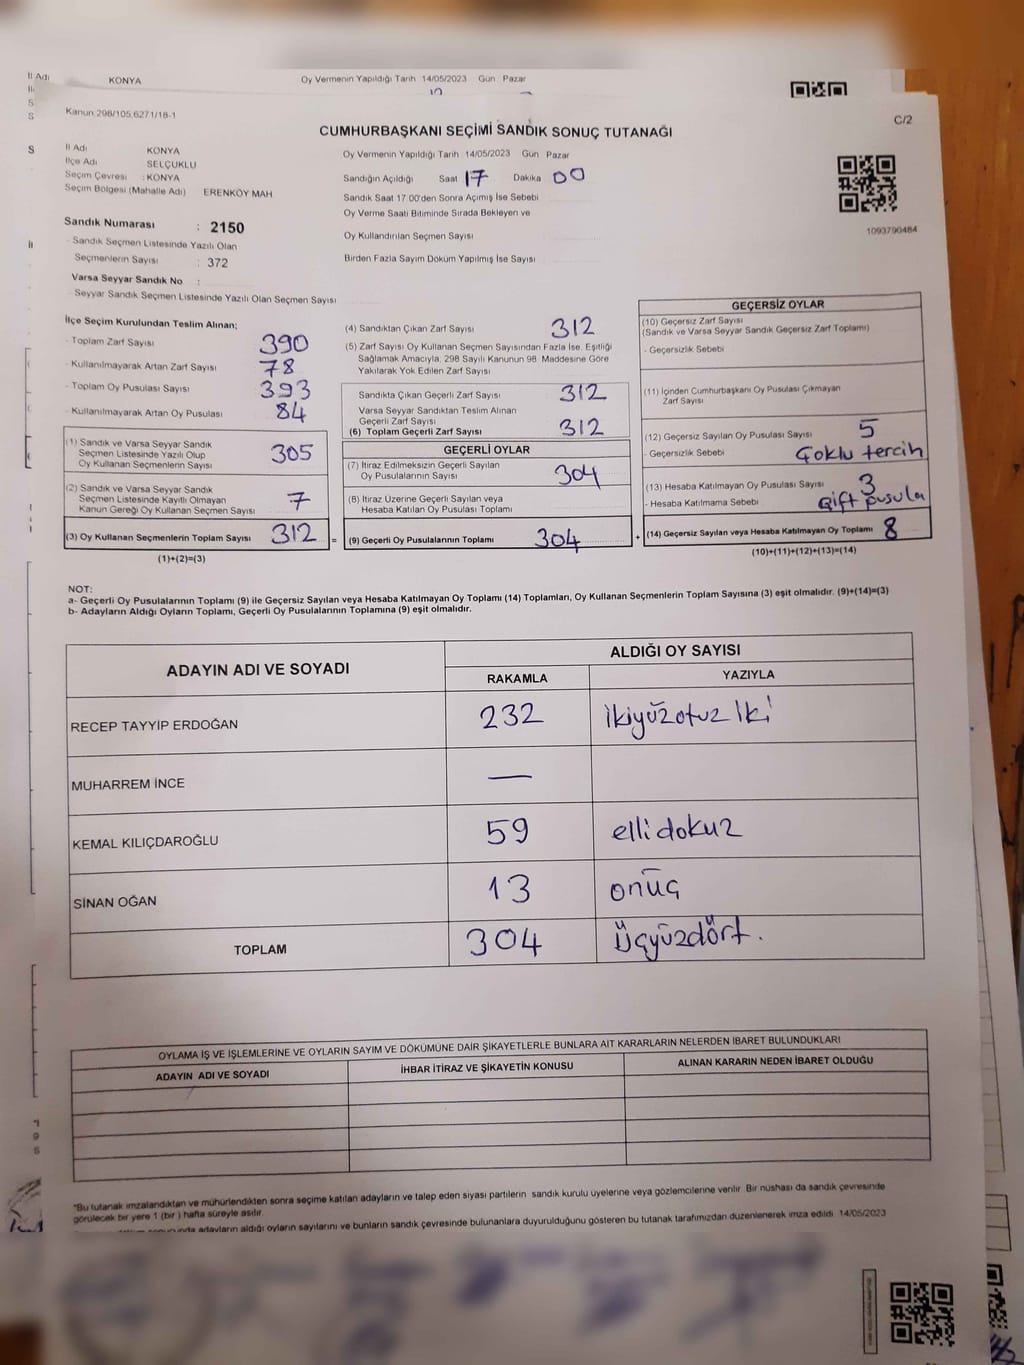 İl Adı KONYA Oy Vermenin Yapıldığı Tarih 14/05/2023 Gün Pazar
Kanun 298/105,6271/18-1
C/2
CUMHURBAŞKANI SEÇİMİ SANDIK SONUÇ TUTANAĞI
İl Adı KONYA
İlçe Adı SELÇUKLU
Seçim Çevresi : KONYA
Seçim Bölgesi (Mahalle Adı) ERENKÖY MAH
Sandık Numarası : 2150
- Sandık Seçmen Listesinde Yazılı Olan
Seçmenlerin Sayısı : 372
Varsa Seyyar Sandık No :
- Seyyar Sandık Seçmen Listesinde Yazılı Olan Seçmen Sayısı
Oy Vermenin Yapıldığı Tarih 14/05/2023 Gün Pazar
Sandığın Açıldığı Saat 17 Dakika 00
Sandık Saat 17.00'den Sonra Açımış İse Sebebi
Oy Verme Saati Bitiminde Sırada Bekleyen ve
Oy Kullandırılan Seçmen Sayısı
Birden Fazla Sayım Döküm Yapılmış İse Sayısı
1093790484
İlçe Seçim Kurulundan Teslim Alınan;
- Toplam Zarf Sayısı 390
- Kullanılmayarak Artan Zarf Sayısı 78
- Toplam Oy Pusulası Sayısı 393
- Kullanılmayarak Artan Oy Pusulası 84
(1) Sandık ve Varsa Seyyar Sandık
Seçmen Listesinde Yazılı Olup
Oy Kullanan Seçmenlerin Sayısı 305
(2) Sandık ve Varsa Seyyar Sandık
Seçmen Listesinde Kayıtlı Olmayan
Kanun Gereği Oy Kullanan Seçmen Sayısı 7
(3) Oy Kullanan Seçmenlerin Toplam Sayısı 312
(1)+(2)=(3)
(4) Sandıktan Çıkan Zarf Sayısı 312
(5) Zarf Sayısı Oy Kullanan Seçmen Sayısından Fazla İse, Eşitliği
Sağlamak Amacıyla, 298 Sayılı Kanunun 98. Maddesine Göre
Yakılarak Yok Edilen Zarf Sayısı
Sandıkta Çıkan Geçerli Zarf Sayısı 312
Varsa Seyyar Sandıktan Teslim Alınan
Geçerli Zarf Sayısı
(6) Toplam Geçerli Zarf Sayısı 312
GEÇERLİ OYLAR
(7) İtiraz Edilmeksizin Geçerli Sayılan
Oy Pusulalarının Sayısı 304
(8) İtiraz Üzerine Geçerli Sayılan veya
Hesaba Katılan Oy Pusulası Toplamı
= (9) Geçerli Oy Pusulalarının Toplamı 304
GEÇERSİZ OYLAR
(10) Geçersiz Zarf Sayısı
(Sandık ve Varsa Seyyar Sandık Geçersiz Zarf Toplamı)
- Geçersizlik Sebebi
(11) İçinden Cumhurbaşkanı Oy Pusulası Çıkmayan
Zarf Sayısı
(12) Geçersiz Sayılan Oy Pusulası Sayısı 5
- Geçersizlik Sebebi Çoklu tercih
(13) Hesaba Katılmayan Oy Pusulası Sayısı 3
- Hesaba Katılmama Sebebi Çift pusula
+ (14) Geçersiz Sayılan veya Hesaba Katılmayan Oy Toplamı 8
(10)+(11)+(12)+(13)=(14)
NOT:
a- Geçerli Oy Pusulalarının Toplamı (9) ile Geçersiz Sayılan veya Hesaba Katılmayan Oy Toplamı (14) Toplamları, Oy Kullanan Seçmenlerin Toplam Sayısına (3) eşit olmalıdır. (9)+(14)=(3)
b- Adayların Aldığı Oyların Toplamı, Geçerli Oy Pusulalarının Toplamına (9) eşit olmalıdır.
ADAYIN ADI VE SOYADI ALDIĞI OY SAYISI
RAKAMLA YAZIYLA
RECEP TAYYİP ERDOĞAN 232 ikiyüzotuz iki
MUHARREM İNCE —
KEMAL KILIÇDAROĞLU 59 ellidokuz
SİNAN OĞAN 13 onüç
TOPLAM 304 Üçyüzdört.
OYLAMA İŞ VE İŞLEMLERİNE VE OYLARIN SAYIM VE DÖKÜMÜNE DAİR ŞİKAYETLERLE BUNLARA AİT KARARLARIN NELERDEN İBARET BULUNDUKLARI
ADAYIN ADI VE SOYADI İHBAR İTİRAZ VE ŞİKAYETİN KONUSU ALINAN KARARIN NEDEN İBARET OLDUĞU
"Bu tutanak imzalandıktan ve mühürlendikten sonra seçime katılan adayların ve talep eden siyasi partilerin sandık kurulu üyelerine veya gözlemcilerine verilir. Bir nüshası da sandık çevresinde
görülecek bir yere 1 (bir ) hafta süreyle asılır.
adayların aldığı oyların sayılarını ve bunların sandık çevresinde bulunanlara duyurulduğunu gösteren bu tutanak tarafımızdan düzenlenerek imza edildi. 14/05/2023